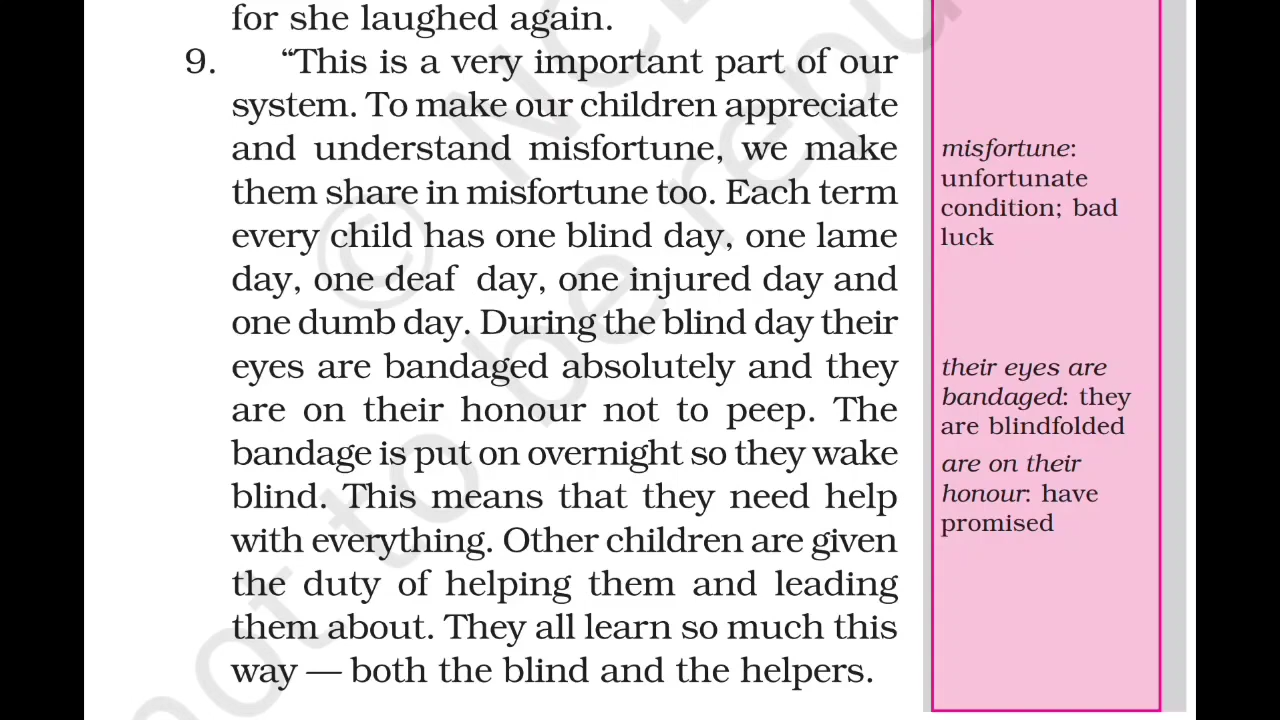 for she laughed again.
9. “This is a very important part of our
system. To make our children appreciate
and understand misfortune, we make
them share in misfortune too. Each term
every child has one blind day, one lame
day, one deaf day, one injured day and
one dumb day. During the blind day their
eyes are bandaged absolutely and they
are on their honour not to peep. The
bandage is put on overnight so they wake
blind. This means that they need help
with everything. Other children are given
the duty of helping them and leading
them about. They all learn so much this
way — both the blind and the helpers.
misfortune:
unfortunate
condition; bad
luck
their eyes are
bandaged: they
are blindfolded
are on their
honour: have
promised
© NCE
not to be repu